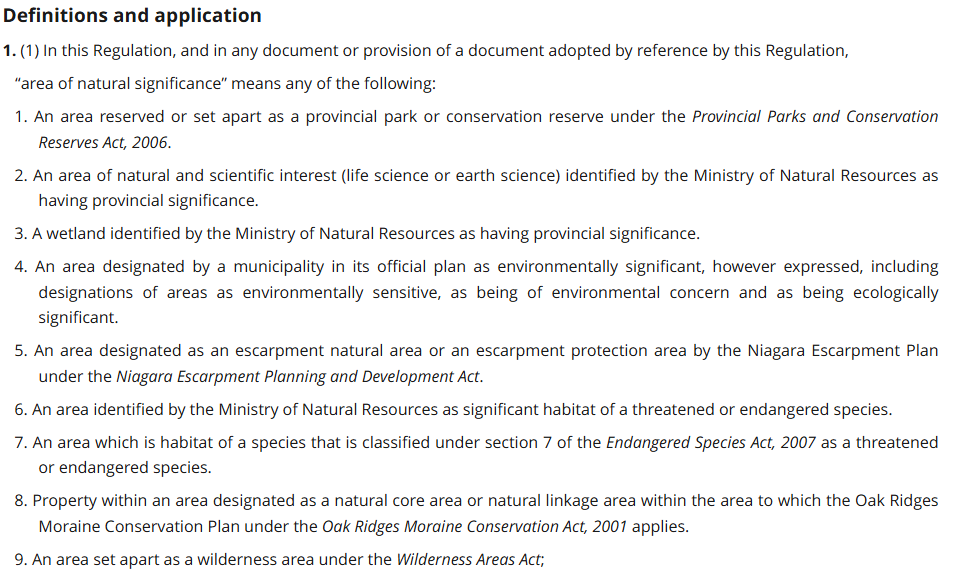 Definitions and application
1. (1) In this Regulation, and in any document or provision of a document adopted by reference by this Regulation,
“area of natural significance” means any of the following:
1. An area reserved or set apart as a provincial park or conservation reserve under the Provincial Parks and Conservation
Reserves Act, 2006.
2. An area of natural and scientific interest (life science or earth science) identified by the Ministry of Natural Resources as
having provincial significance.
3. A wetland identified by the Ministry of Natural Resources as having provincial significance.
4. An area designated by a municipality in its official plan as environmentally significant, however expressed, including
designations of areas as environmentally sensitive, as being of environmental concern and as being ecologically
significant.
5. An area designated as an escarpment natural area or an escarpment protection area by the Niagara Escarpment Plan
under the Niagara Escarpment Planning and Development Act.
6. An area identified by the Ministry of Natural Resources as significant habitat of a threatened or endangered species.
7. An area which is habitat of a species that is classified under section 7 of the Endangered Species Act, 2007 as a threatened
or endangered species.
8. Property within an area designated as a natural core area or natural linkage area within the area to which the Oak Ridges
Moraine Conservation Plan under the Oak Ridges Moraine Conservation Act, 2001 applies.
9. An area set apart as a wilderness area under the Wilderness Areas Act;